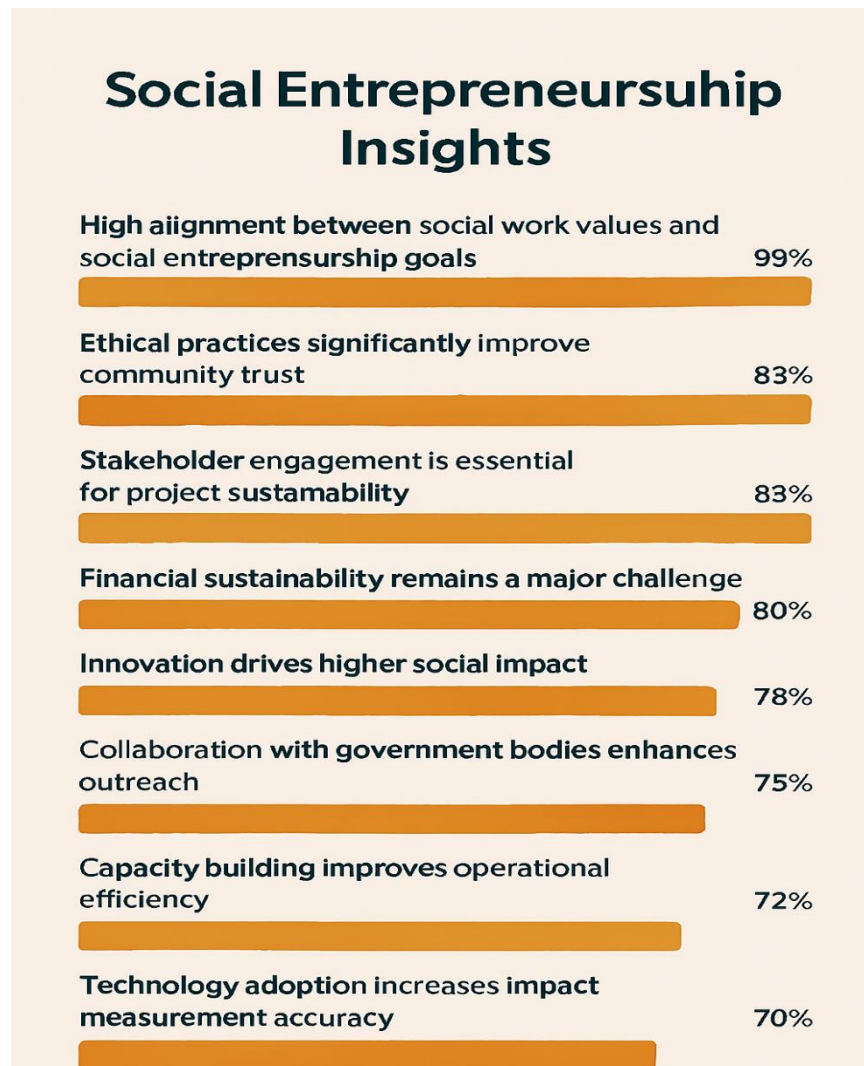 Social Entrepreneursuhip
Insights
High aiignment between social work values and
social entreprensurship goals
99%
Ethical practices significantly improve
community trust
83%
Stakeholder engagement is essential
for project sustamability
83%
Financial sustainability remains a major challenge
80%
Innovation drives higher social impact
78%
Collaboration with government bodies enhances
outreach
75%
Capacity building improves operational
efficiency
72%
Technology adoption increases impact
measurement accuracy
70%